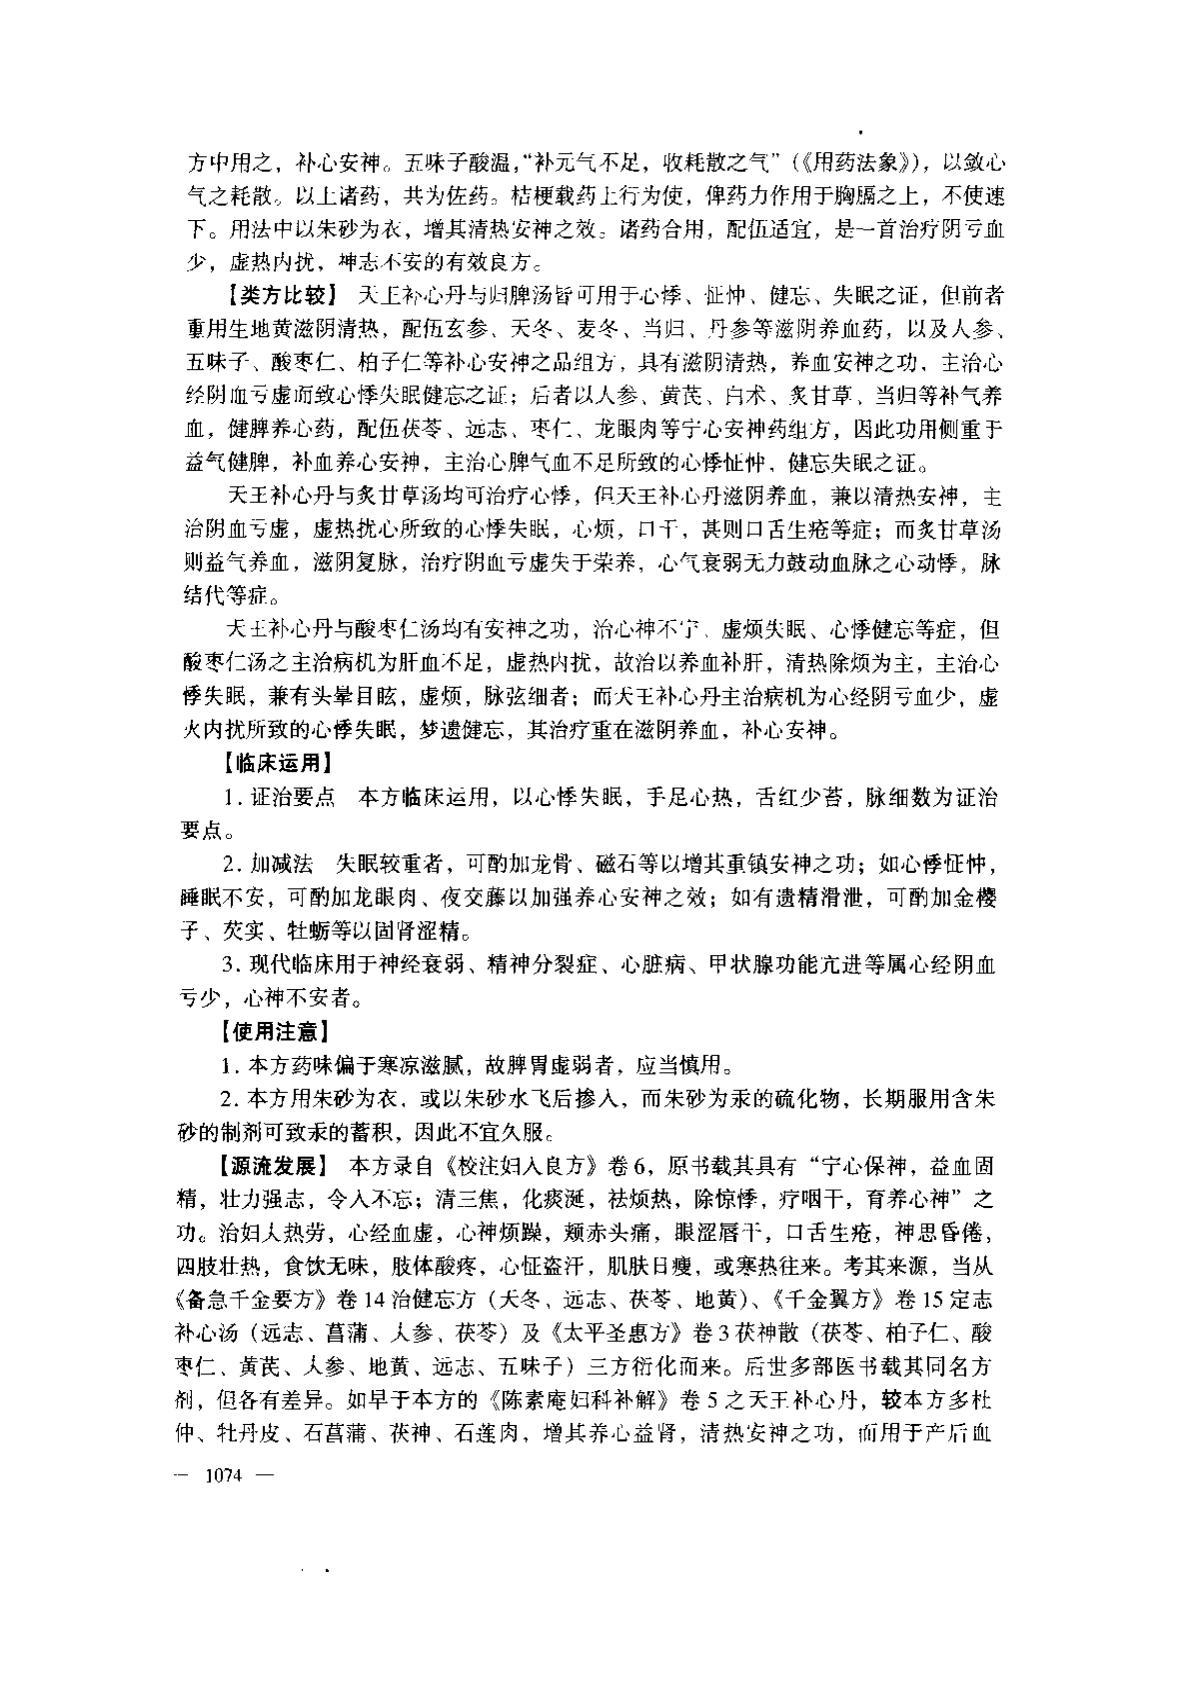 方中用之，补心安神。五味子酸温，“补元气不足，收耗散之气”（《用药法象》），以敛心
气之耗散。以上诸药，共为佐药。桔梗载药上行为使，俾药力作用于胸膈之上，不使速
下。用法中以朱砂为衣，增其清热安神之效。诸药合用，配伍适宜，是一首治疗阴亏血
少，虚热内扰，神志不安的有效良方。
【类方比较】 天王补心丹与归脾汤皆可用于心悸、怔忡、健忘、失眠之证，但前者
重用生地黄滋阴清热，配伍玄参、天冬、麦冬、当归、丹参等滋阴养血药，以及人参、
五味子、酸枣仁、柏子仁等补心安神之品组方，具有滋阴清热，养血安神之功，主治心
经阴血亏虚而致心悸失眠健忘之证；后者以人参、黄芪、白术、炙甘草、当归等补气养
血，健脾养心药，配伍茯苓、远志、枣仁、龙眼肉等宁心安神药组方，因此功用侧重于
益气健脾，补血养心安神，主治心脾气血不足所致的心悸怔忡，健忘失眠之证。
天王补心丹与炙甘草汤均可治疗心悸，但天王补心丹滋阴养血，兼以清热安神，主
治阴血亏虚，虚热扰心所致的心悸失眠，心烦，口干，甚则口舌生疮等症；而炙甘草汤
则益气养血，滋阴复脉，治疗阴血亏虚失于荣养，心气衰弱无力鼓动血脉之心动悸，脉
结代等症。
天王补心丹与酸枣仁汤均有安神之功，治心神不宁、虚烦失眠、心悸健忘等症，但
酸枣仁汤之主治病机为肝血不足，虚热内扰，故治以养血补肝，清热除烦为主，主治心
悸失眠，兼有头晕目眩，虚烦，脉弦细者；而天王补心丹主治病机为心经阴亏血少，虚
火内扰所致的心悸失眠，梦遗健忘，其治疗重在滋阴养血，补心安神。
【临床运用】
1. 证治要点 本方临床运用，以心悸失眠，手足心热，舌红少苔，脉细数为证治
要点。
2. 加减法 失眠较重者，可酌加龙骨、磁石等以增其重镇安神之功；如心悸怔忡，
睡眠不安，可酌加龙眼肉、夜交藤以加强养心安神之效；如有遗精滑泄，可酌加金樱
子、芡实、牡蛎等以固肾涩精。
3. 现代临床用于神经衰弱、精神分裂症、心脏病、甲状腺功能亢进等属心经阴血
亏少，心神不安者。
【使用注意】
1. 本方药味偏于寒凉滋腻，故脾胃虚弱者，应当慎用。
2. 本方用朱砂为衣，或以朱砂水飞后掺入，而朱砂为汞的硫化物，长期服用含朱
砂的制剂可致汞的蓄积，因此不宜久服。
【源流发展】 本方录自《校注妇人良方》卷 6，原书载其具有“宁心保神，益血固
精，壮力强志，令人不忘；清三焦，化痰涎，祛烦热，除惊悸，疗咽干，育养心神”之
功。治妇人热劳，心经血虚，心神烦躁，颊赤头痛，眼涩唇干，口舌生疮，神思昏倦，
四肢壮热，食饮无味，肢体酸疼，心怔盗汗，肌肤日瘦，或寒热往来。考其来源，当从
《备急千金要方》卷 14 治健忘方（天冬、远志、茯苓、地黄）、《千金翼方》卷 15 定志
补心汤（远志、菖蒲、人参、茯苓）及《太平圣惠方》卷 3 茯神散（茯苓、柏子仁、酸
枣仁、黄芪、人参、地黄、远志、五味子）三方衍化而来。后世多部医书载其同名方
剂，但各有差异。如早于本方的《陈素庵妇科补解》卷 5 之天王补心丹，较本方多杜
仲、牡丹皮、石菖蒲、茯神、石莲肉，增其养心益肾，清热安神之功，而用于产后血
— 1074 —